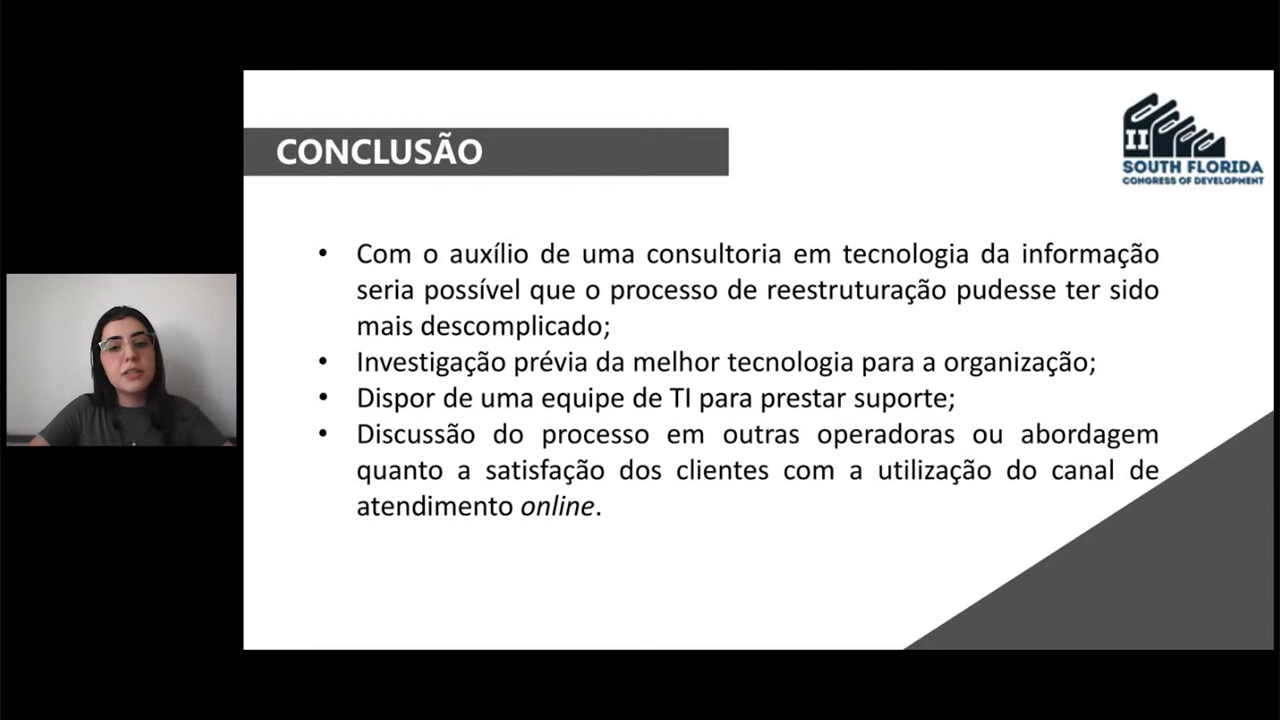 CONCLUSÃO
II
SOUTH FLORIDA
CONGRESS OF DEVELOPMENT
• Com o auxílio de uma consultoria em tecnologia da informação
seria possível que o processo de reestruturação pudesse ter sido
mais descomplicado;
• Investigação prévia da melhor tecnologia para a organização;
• Dispor de uma equipe de TI para prestar suporte;
• Discussão do processo em outras operadoras ou abordagem
quanto a satisfação dos clientes com a utilização do canal de
atendimento online.